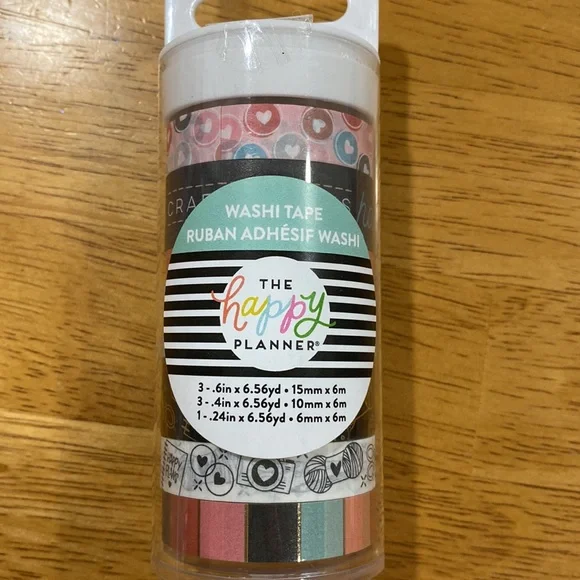 CRAF
WASHI TAPE
RUBAN ADHÉSIF WASHI
THE
happy
PLANNER®
3 - .6in x 6.56yd • 15mm x 6m
3 - .4in x 6.56yd • 10mm x 6m
1 - .24in x 6.56yd • 6mm x 6m